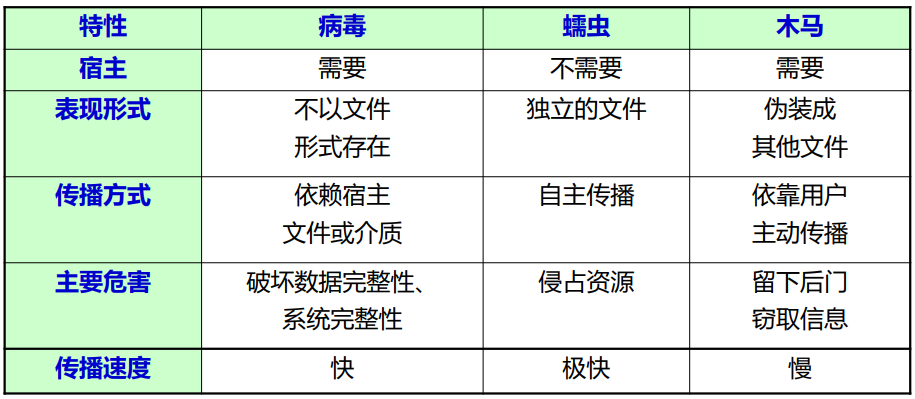 特性 病毒 蠕虫 木马
宿主 需要 不需要 需要
表现形式 不以文件 独立的文件 伪装成
形式存在 其他文件
传播方式 依赖宿主 自主传播 依靠用户
文件或介质 主动传播
主要危害 破坏数据完整性、 侵占资源 留下后门
系统完整性 窃取信息
传播速度 快 极快 慢